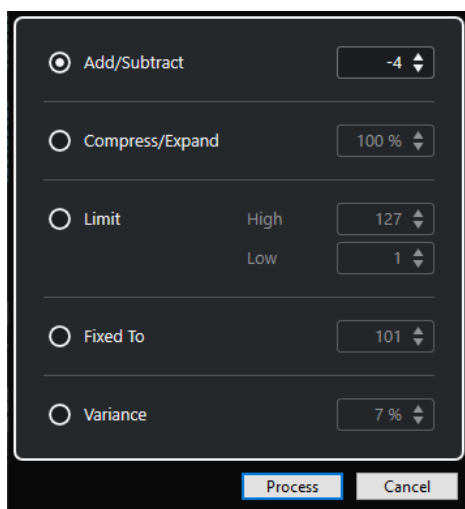 Add/Subtract -4
Compress/Expand 100 %
Limit High 127
Low 1
Fixed To 101
Variance 7 %
Process Cancel